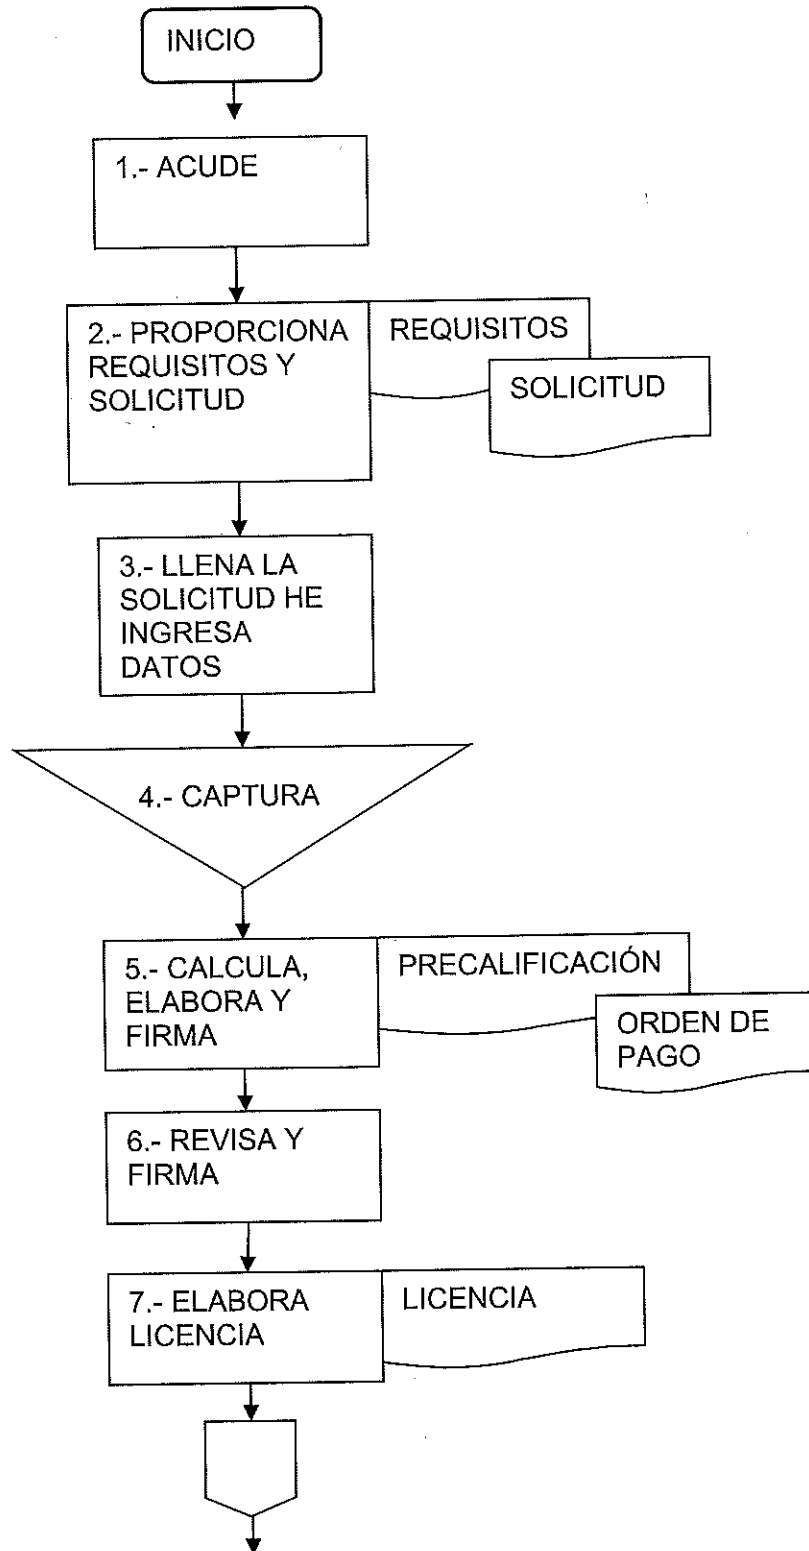 INICIO
1.- ACUDE
2.- PROPORCIONA
REQUISITOS Y
SOLICITUD
REQUISITOS
SOLICITUD
3.- LLENA LA
SOLICITUD HE
INGRESA
DATOS
4.- CAPTURA
5.- CALCULA,
ELABORA Y
FIRMA
PRECALIFICACIÓN
ORDEN DE
PAGO
6.- REVISA Y
FIRMA
7.- ELABORA
LICENCIA
LICENCIA